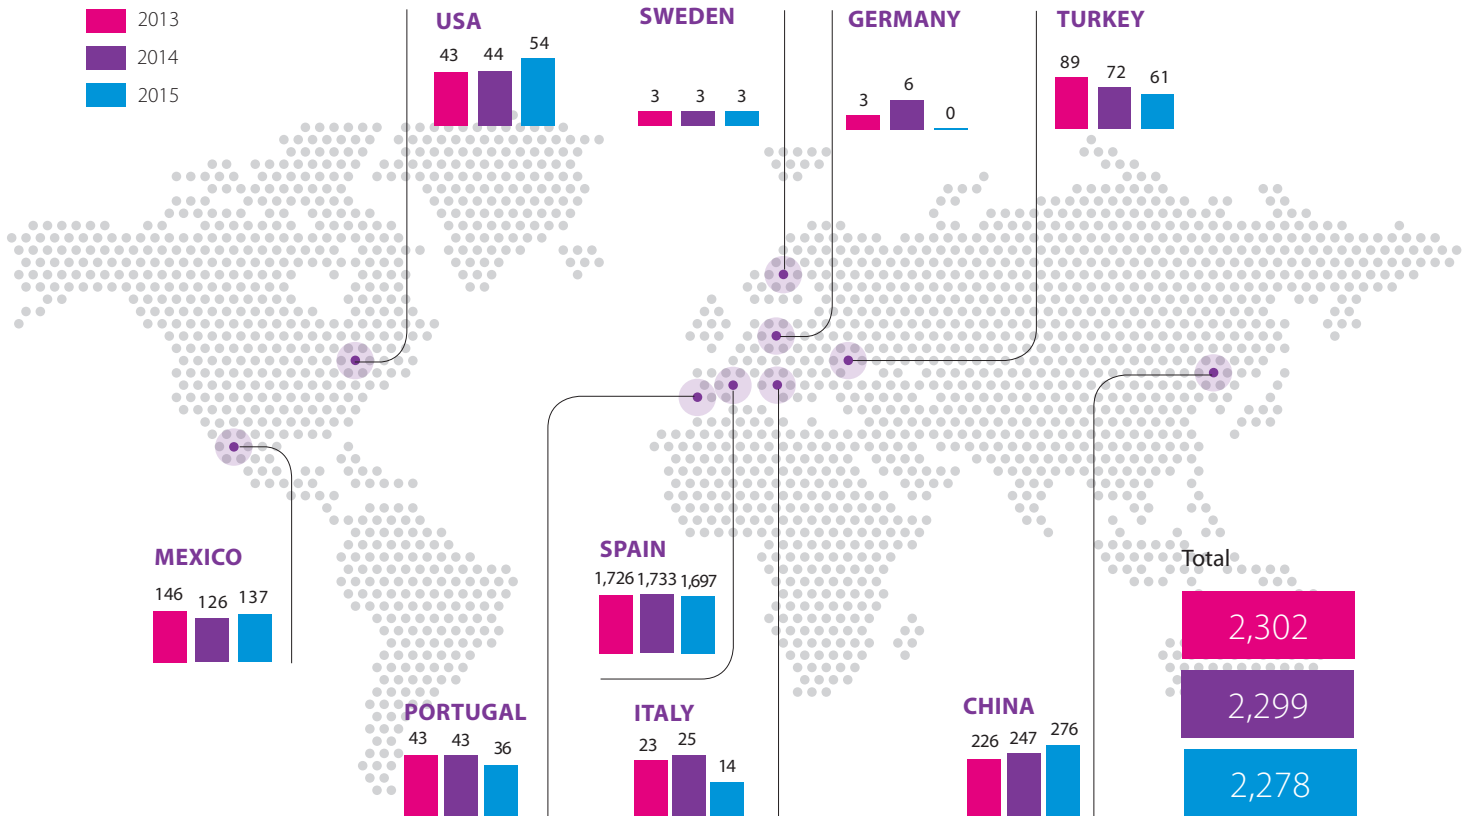 2013
2014
2015
USA
43 44 54
SWEDEN
3 3 3
GERMANY
3 6 0
TURKEY
89 72 61
MEXICO
146 126 137
SPAIN
1,726 1,733 1,697
PORTUGAL
43 43 36
ITALY
23 25 14
CHINA
226 247 276
Total
2,302
2,299
2,278